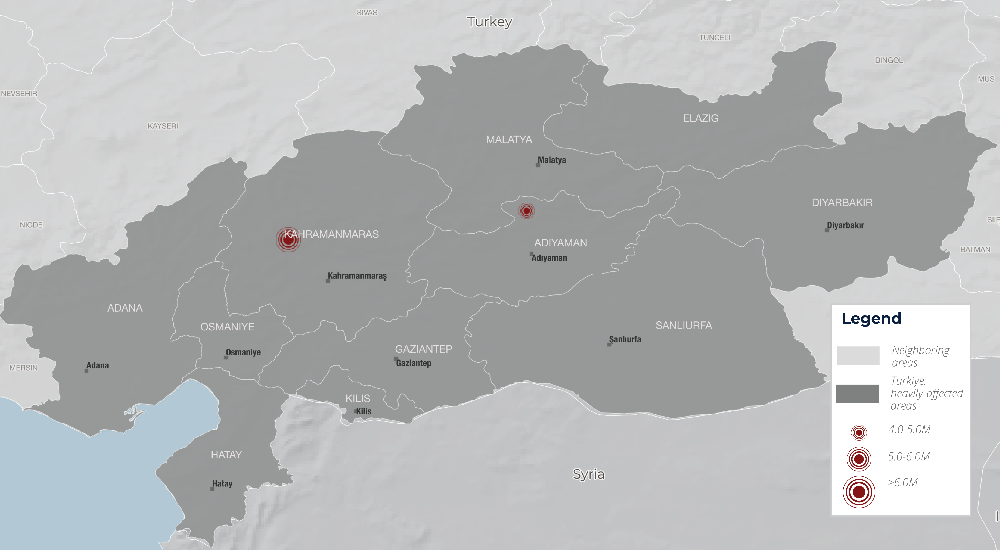 SIVAS
Turkey
TUNCELI
BINGOL
MUS
NEVSEHIR
KAYSERI
ELAZIG
MALATYA
Malatya
DIYARBAKIR
Diyarbakır
SIIR
NIGDE
KAHRAMANMARAS
ADIYAMAN
Adıyaman
BATMAN
Kahramanmaraş
ADANA
OSMANIYE
SANLIURFA
Şanlıurfa
GAZIANTEP
Gaziantep
Osmaniye
Adana
MERSIN
KILIS
Kilis
HATAY
Hatay
Syria
Legend
Neighboring
areas
Türkiye,
heavily-affected
areas
4.0-5.0M
5.0-6.0M
>6.0M